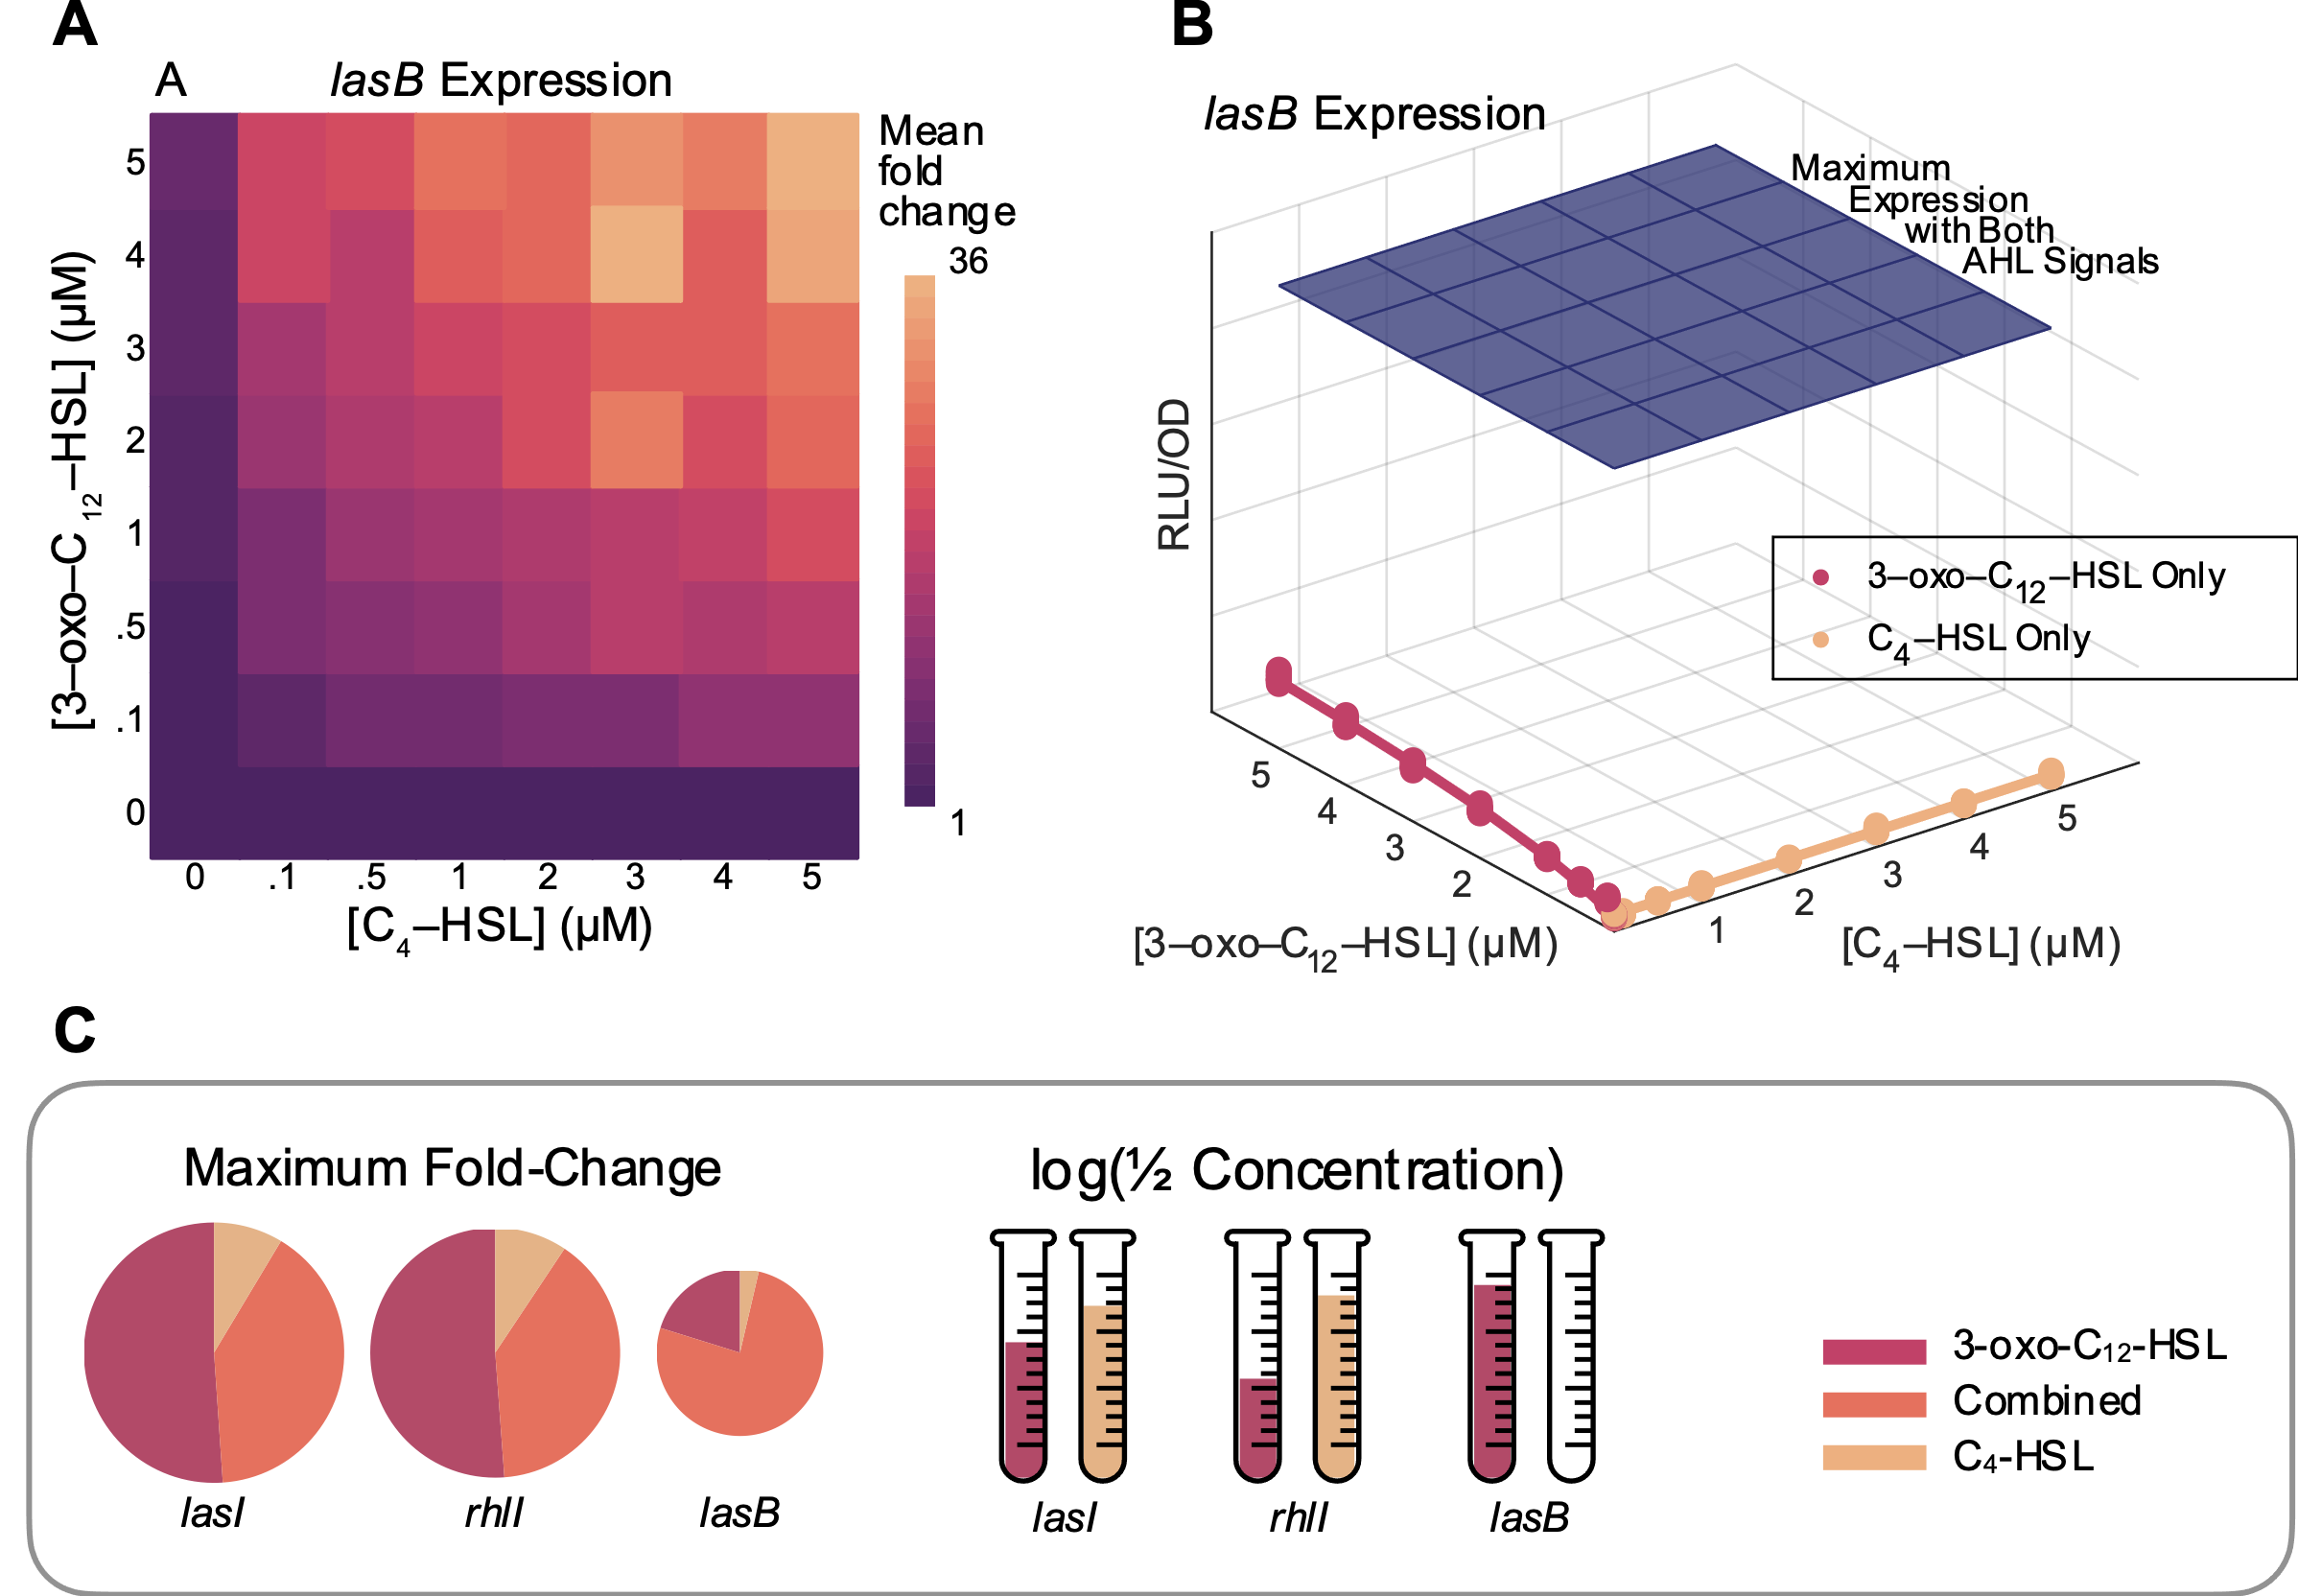 A
A lasB Expression
[3–oxo–C12–HSL] (µM)
5
4
3
2
1
.5
.1
0
0 .1 .5 1 2 3 4 5
[C4–HSL] (µM)
Mean
fold
change
36
1
B
lasB Expression
Maximum
Expression
with Both
AHL Signals
RLU/OD
3–oxo–C12–HSL Only
C4–HSL Only
5
4
3
2
1
2
3
4
5
[3–oxo–C12–HSL] (µM)
[C4–HSL] (µM)
C
Maximum Fold-Change
lasI
rhlI
lasB
log(½ Concentration)
lasI
rhlI
lasB
3-oxo-C12-HSL
Combined
C4-HSL